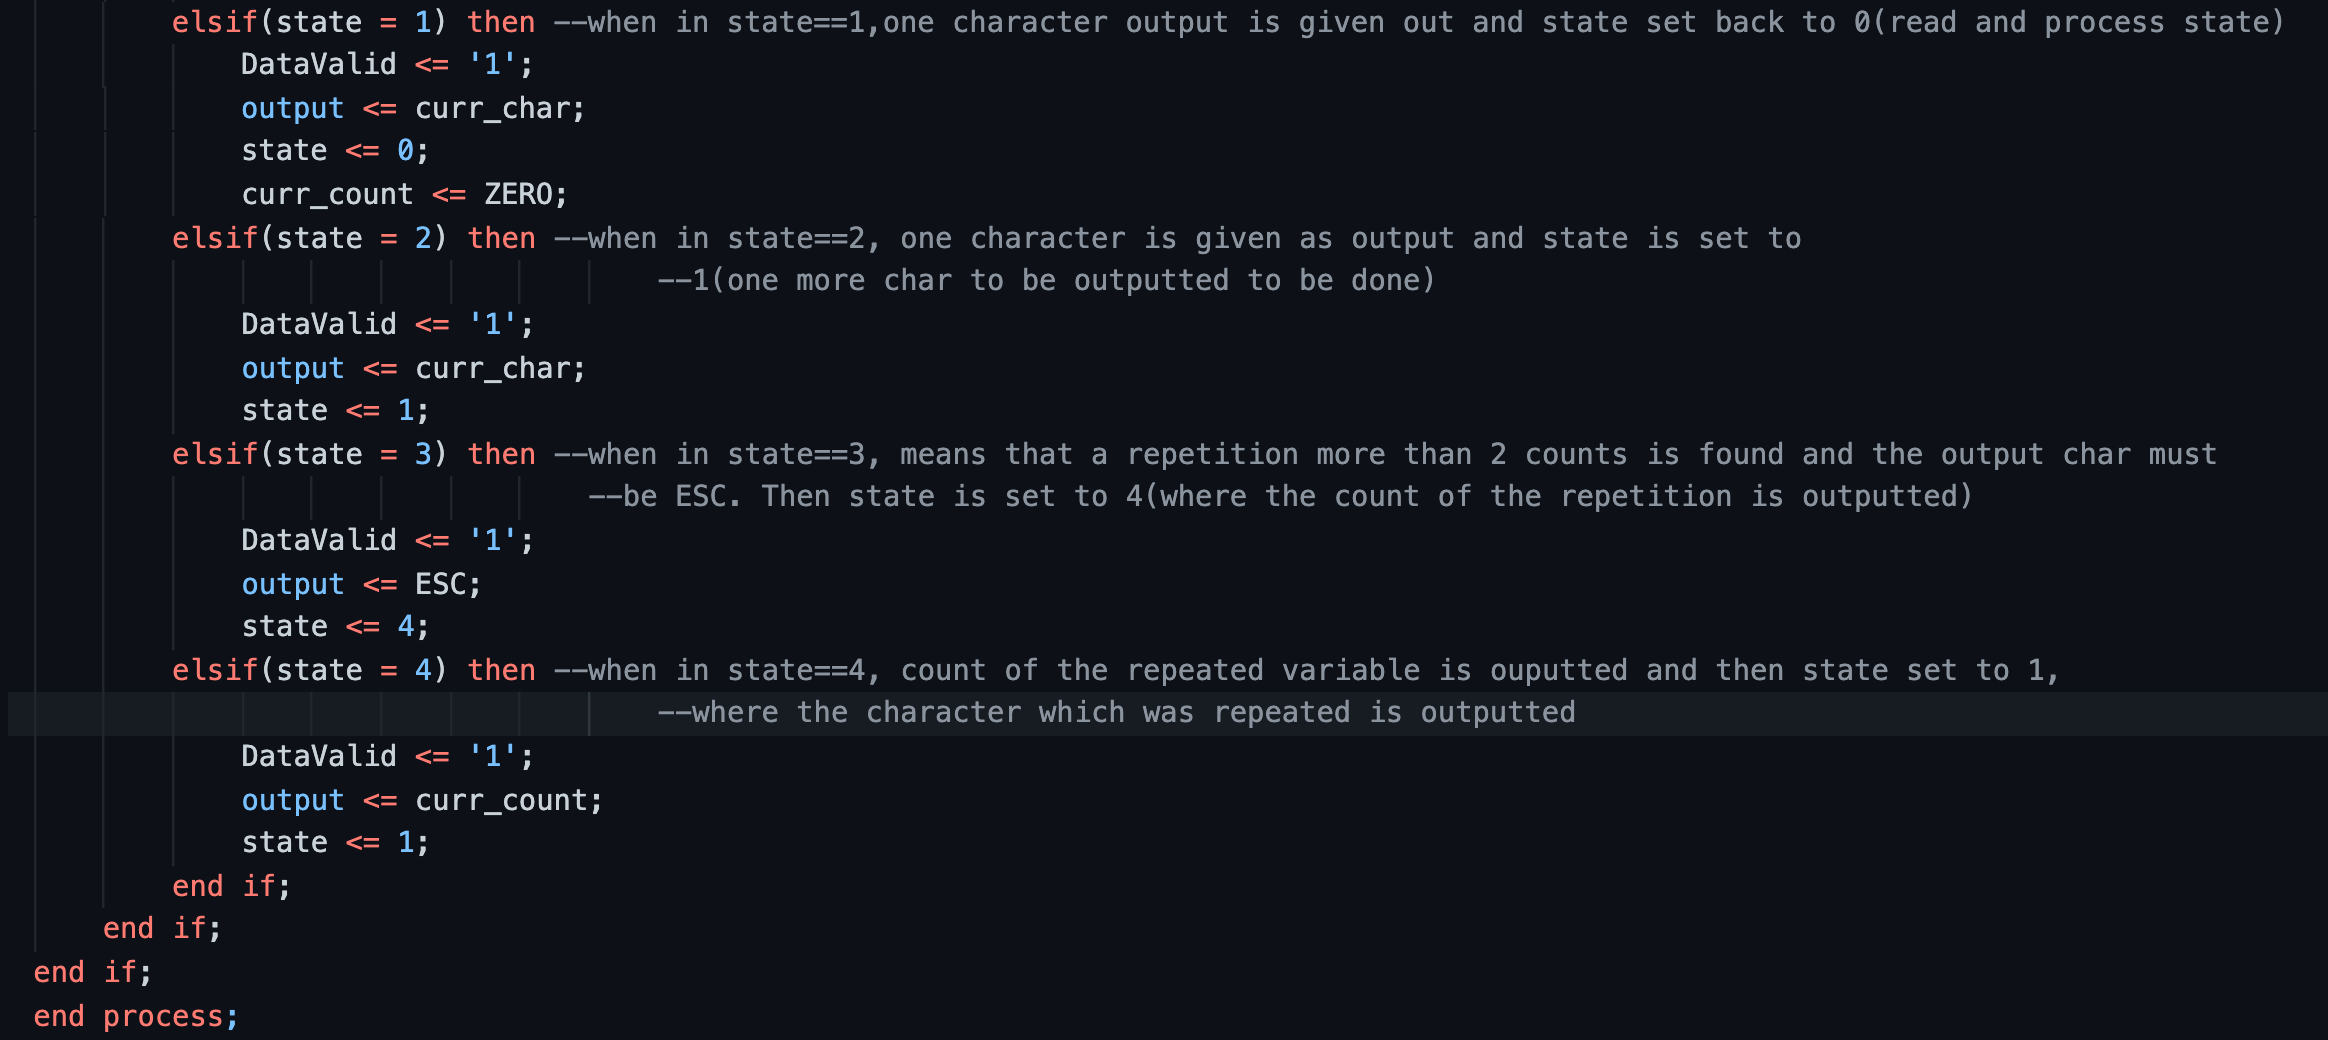 elsif(state = 1) then --when in state==1,one character output is given out and state set back to 0(read and process state)
DataValid <= '1';
output <= curr_char;
state <= 0;
curr_count <= ZERO;
elsif(state = 2) then --when in state==2, one character is given as output and state is set to
--1(one more char to be outputted to be done)
DataValid <= '1';
output <= curr_char;
state <= 1;
elsif(state = 3) then --when in state==3, means that a repetition more than 2 counts is found and the output char must
--be ESC. Then state is set to 4(where the count of the repetition is outputted)
DataValid <= '1';
output <= ESC;
state <= 4;
elsif(state = 4) then --when in state==4, count of the repeated variable is ouputted and then state set to 1,
--where the character which was repeated is outputted
DataValid <= '1';
output <= curr_count;
state <= 1;
end if;
end if;
end if;
end process;